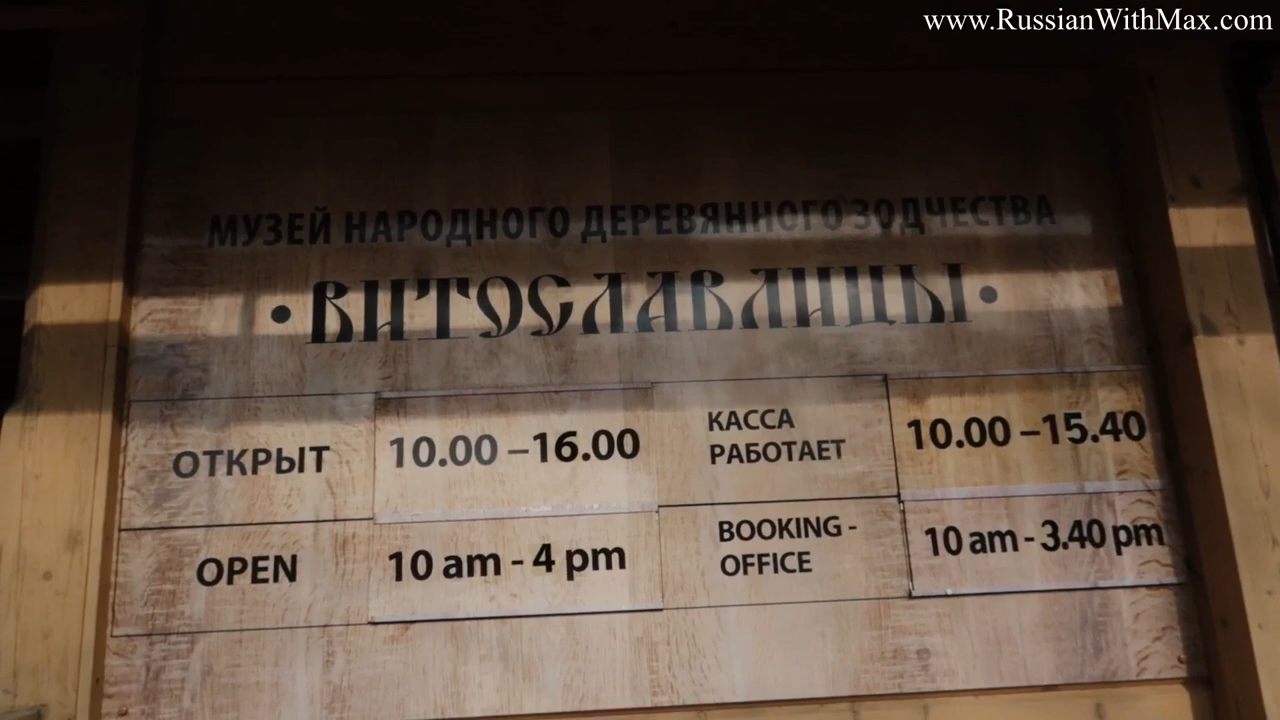 www.RussianWithMax.com
МУЗЕЙ НАРОДНОГО ДЕРЕВЯННОГО ЗОДЧЕСТВА
•ВИТОСЛАВЛИЦЫ•
ОТКРЫТ 10.00 –16.00 КАССА РАБОТАЕТ 10.00 –15.40
OPEN 10 am - 4 pm BOOKING - OFFICE 10 am - 3.40 pm